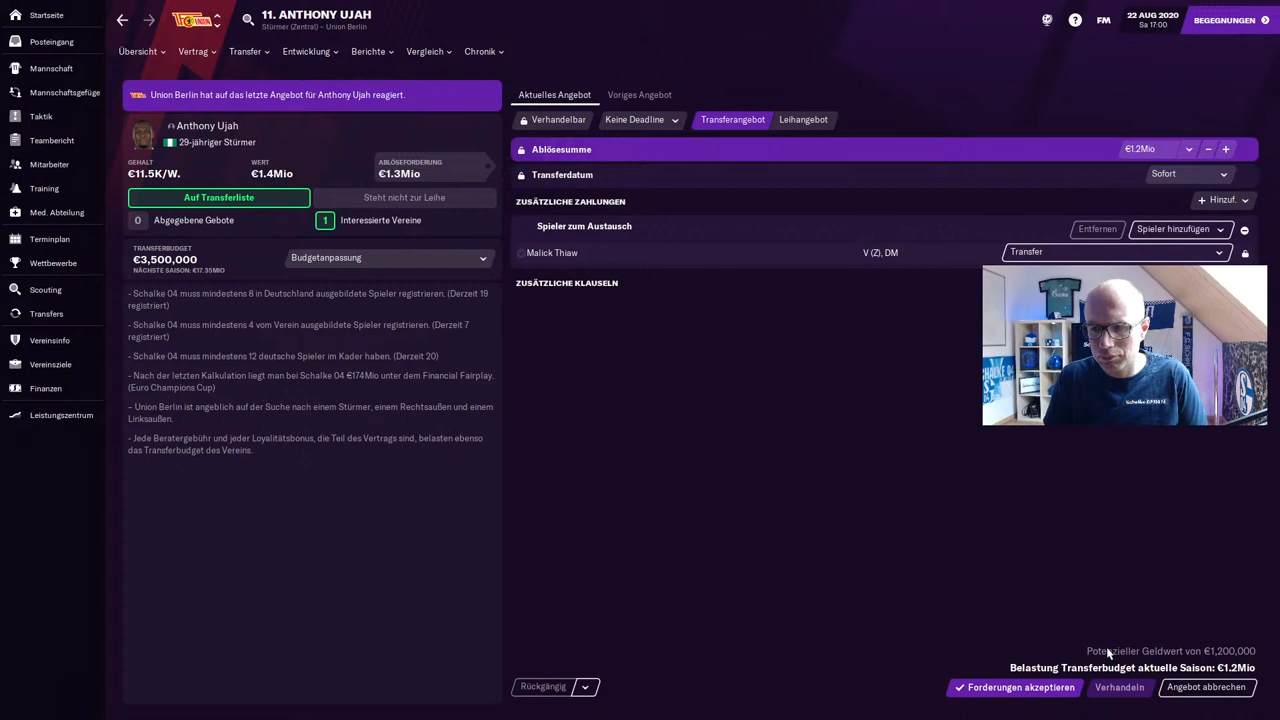 Startseite
Posteingang
Mannschaft
Mannschaftsgefüge
Taktik
Teambericht
Mitarbeiter
Training
Med. Abteilung
Terminplan
Wettbewerbe
Scouting
Transfers
Vereinsinfo
Vereinsziele
Finanzen
Leistungszentrum
11. ANTHONY UJAH
Stürmer (Zentral) – Union Berlin
FM
22 AUG 2020
Sa 17:00
BEGEGNUNGEN
Übersicht
Vertrag
Transfer
Entwicklung
Berichte
Vergleich
Chronik
Union Berlin hat auf das letzte Angebot für Anthony Ujah reagiert.
Anthony Ujah
29-jähriger Stürmer
GEHALT
€11.5K/W.
WERT
€1.4Mio
ABLÖSEFORDERUNG
€1.3Mio
Auf Transferliste
Steht nicht zur Leihe
0 Abgegebene Gebote
1 Interessierte Vereine
TRANSFERBUDGET
€3,500,000
NÄCHSTE SAISON: €17.35MIO
Budgetanpassung
- Schalke 04 muss mindestens 8 in Deutschland ausgebildete Spieler registrieren. (Derzeit 19
registriert)
- Schalke 04 muss mindestens 4 vom Verein ausgebildete Spieler registrieren. (Derzeit 7
registriert)
- Schalke 04 muss mindestens 12 deutsche Spieler im Kader haben. (Derzeit 20)
- Nach der letzten Kalkulation liegt man bei Schalke 04 €174Mio unter dem Financial Fairplay.
(Euro Champions Cup)
- Union Berlin ist angeblich auf der Suche nach einem Stürmer, einem Rechtsaußen und einem
Linksaußen.
- Jede Beratergebühr und jeder Loyalitätsbonus, die Teil des Vertrags sind, belasten ebenso
das Transferbudget des Vereins.
Aktuelles Angebot
Voriges Angebot
Verhandelbar
Keine Deadline
Transferangebot
Leihangebot
Ablösesumme
€1.2Mio
Transferdatum
Sofort
ZUSÄTZLICHE ZAHLUNGEN
Hinzuf.
Spieler zum Austausch
Entfernen
Spieler hinzufügen
Malick Thiaw
V (Z), DM
Transfer
ZUSÄTZLICHE KLAUSELN
Schalke UPDATE
Potenzieller Geldwert von €1,200,000
Belastung Transferbudget aktuelle Saison: €1.2Mio
Rückgängig
Forderungen akzeptieren
Verhandeln
Angebot abbrechen